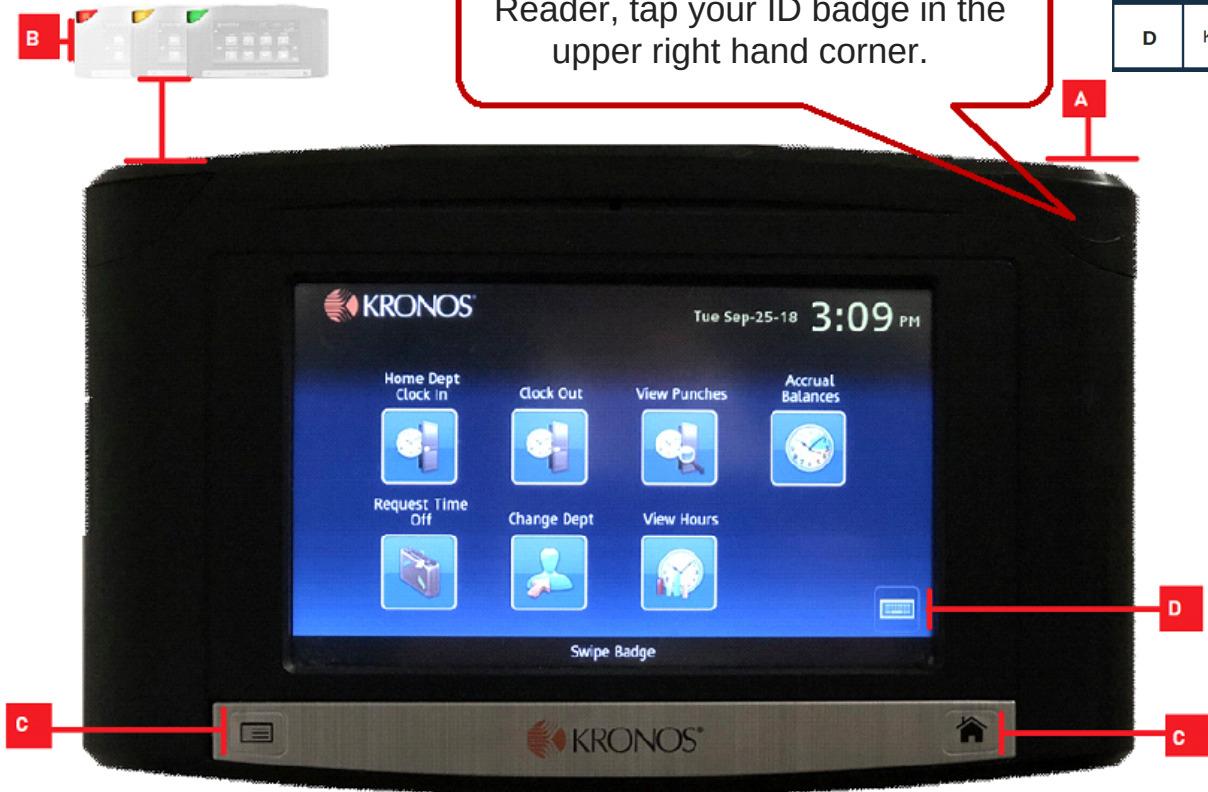 Reader, tap your ID badge in the
upper right hand corner.
B
D
A
KRONOS
Tue Sep-25-18 3:09 PM
Home Dept
Clock In
Clock Out
View Punches
Accrual
Balances
Request Time
Off
Change Dept
View Hours
Swipe Badge
D
C
KRONOS
C